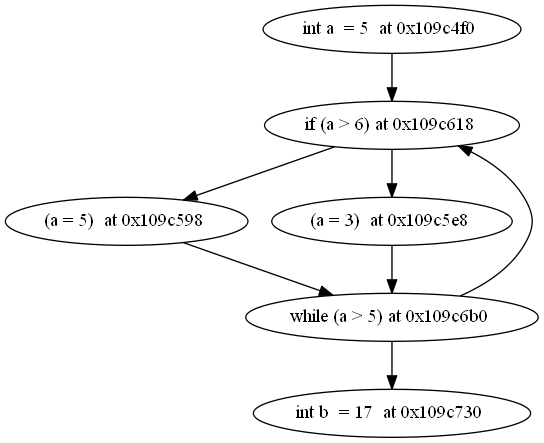 int a  = 5  at 0x109c4f0
if (a > 6) at 0x109c618
(a = 5)  at 0x109c598
(a = 3)  at 0x109c5e8
while (a > 5) at 0x109c6b0
int b  = 17  at 0x109c730